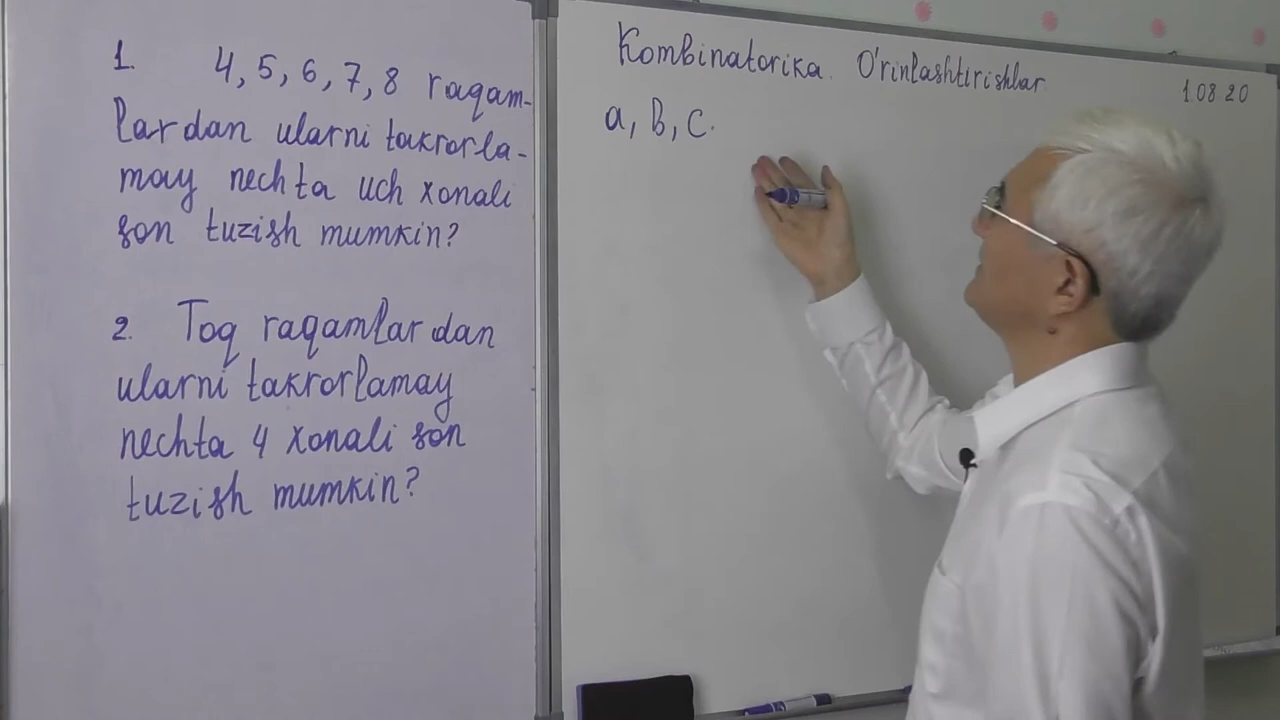 1. 4, 5, 6, 7, 8 raqam-
lardan ularni takrorla-
may nechta uch xonali
son tuzish mumkin?
2. Toq raqamlardan
ularni takrorlamay
nechta 4 xonali son
tuzish mumkin?
Kombinatorika. O'rinlashtirishlar
1.08 20
a, b, c.